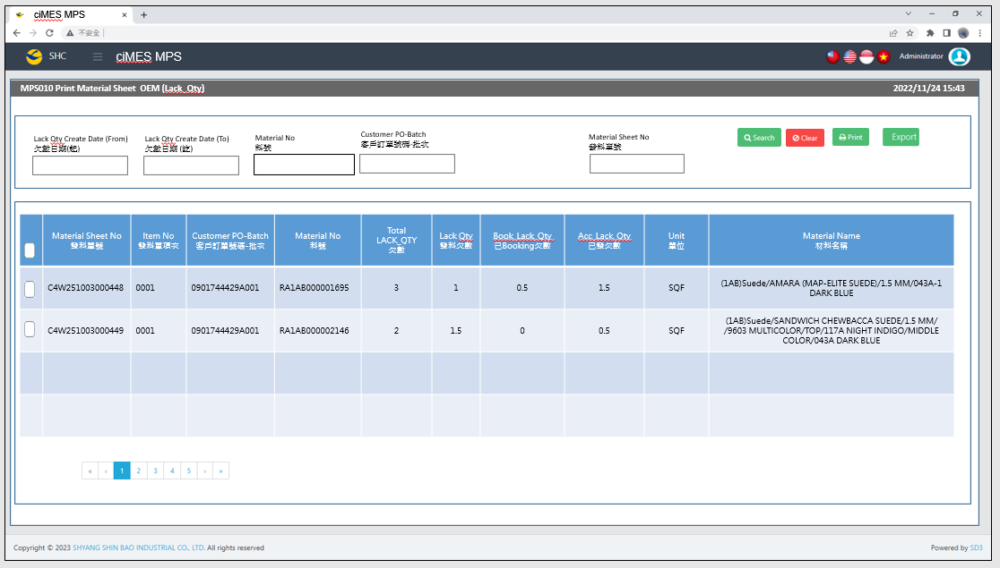 ciMES MPS
不安全
SHC
ciMES MPS
Administrator
MPS010 Print Material Sheet OEM (Lack_Qty)
2022/11/24 15:43
Lack Qty Create Date (From)
欠數日期(起)
Lack Qty Create Date (To)
欠數日期 (訖)
Material No
料號
Customer PO-Batch
客戶訂單號碼-批次
Material Sheet No
發料單號
Search
Clear
Print
Export
Material Sheet No
發料單號
Item No
發料單項次
Customer PO-Batch
客戶訂單號碼-批次
Material No
料號
Total
LACK_QTY
欠數
Lack Qty
發料欠數
Book_Lack_Qty
已Booking欠數
Acc_Lack_Qty
已發欠數
Unit
單位
Material Name
材料名稱
C4W251003000448 0001 0901744429A001 RA1AB000001695 3 1 0.5 1.5 SQF
(1AB)Suede/AMARA (MAP-ELITE SUEDE)/1.5 MM/043A-1
DARK BLUE
C4W251003000449 0001 0901744429A001 RA1AB000002146 2 1.5 0 0.5 SQF
(1AB)Suede/SANDWICH CHEWBACCA SUEDE/1.5 MM/
/9603 MULTICOLOR/TOP/117A NIGHT INDIGO/MIDDLE
COLOR/043A DARK BLUE
« ‹ 1 2 3 4 5 › »
Copyright © 2023 SHYANG SHIN BAO INDUSTRIAL CO., LTD. All rights reserved
Powered by SD3